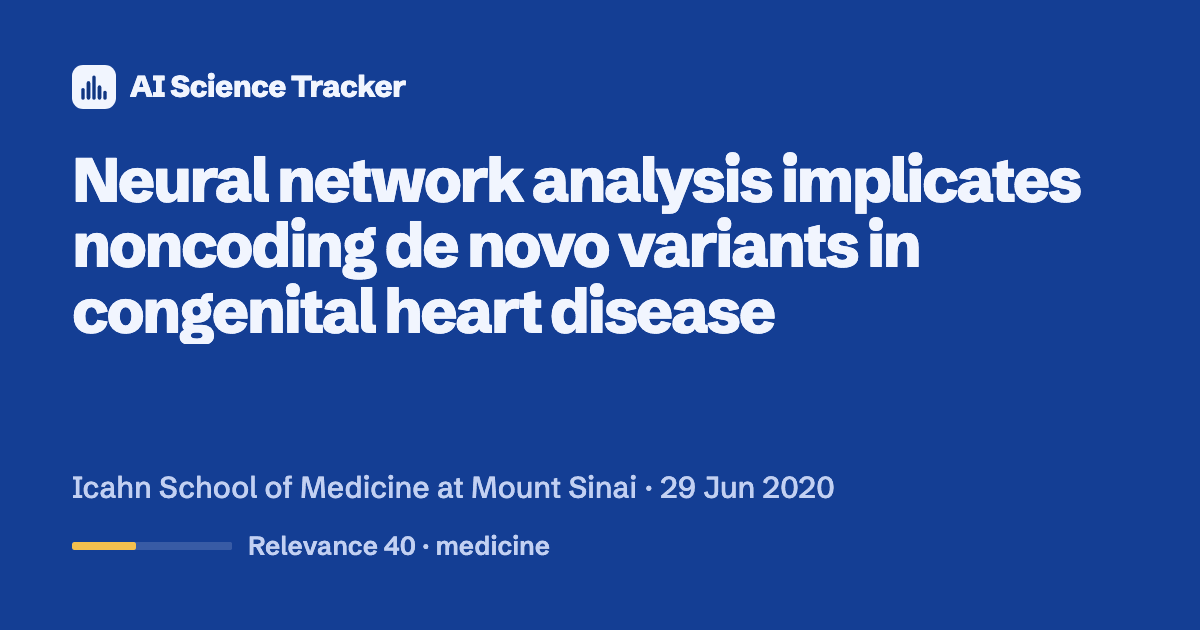 AI Science Tracker
Neural network analysis implicates
noncoding de novo variants in
congenital heart disease
Icahn School of Medicine at Mount Sinai · 29 Jun 2020
Relevance 40 · medicine